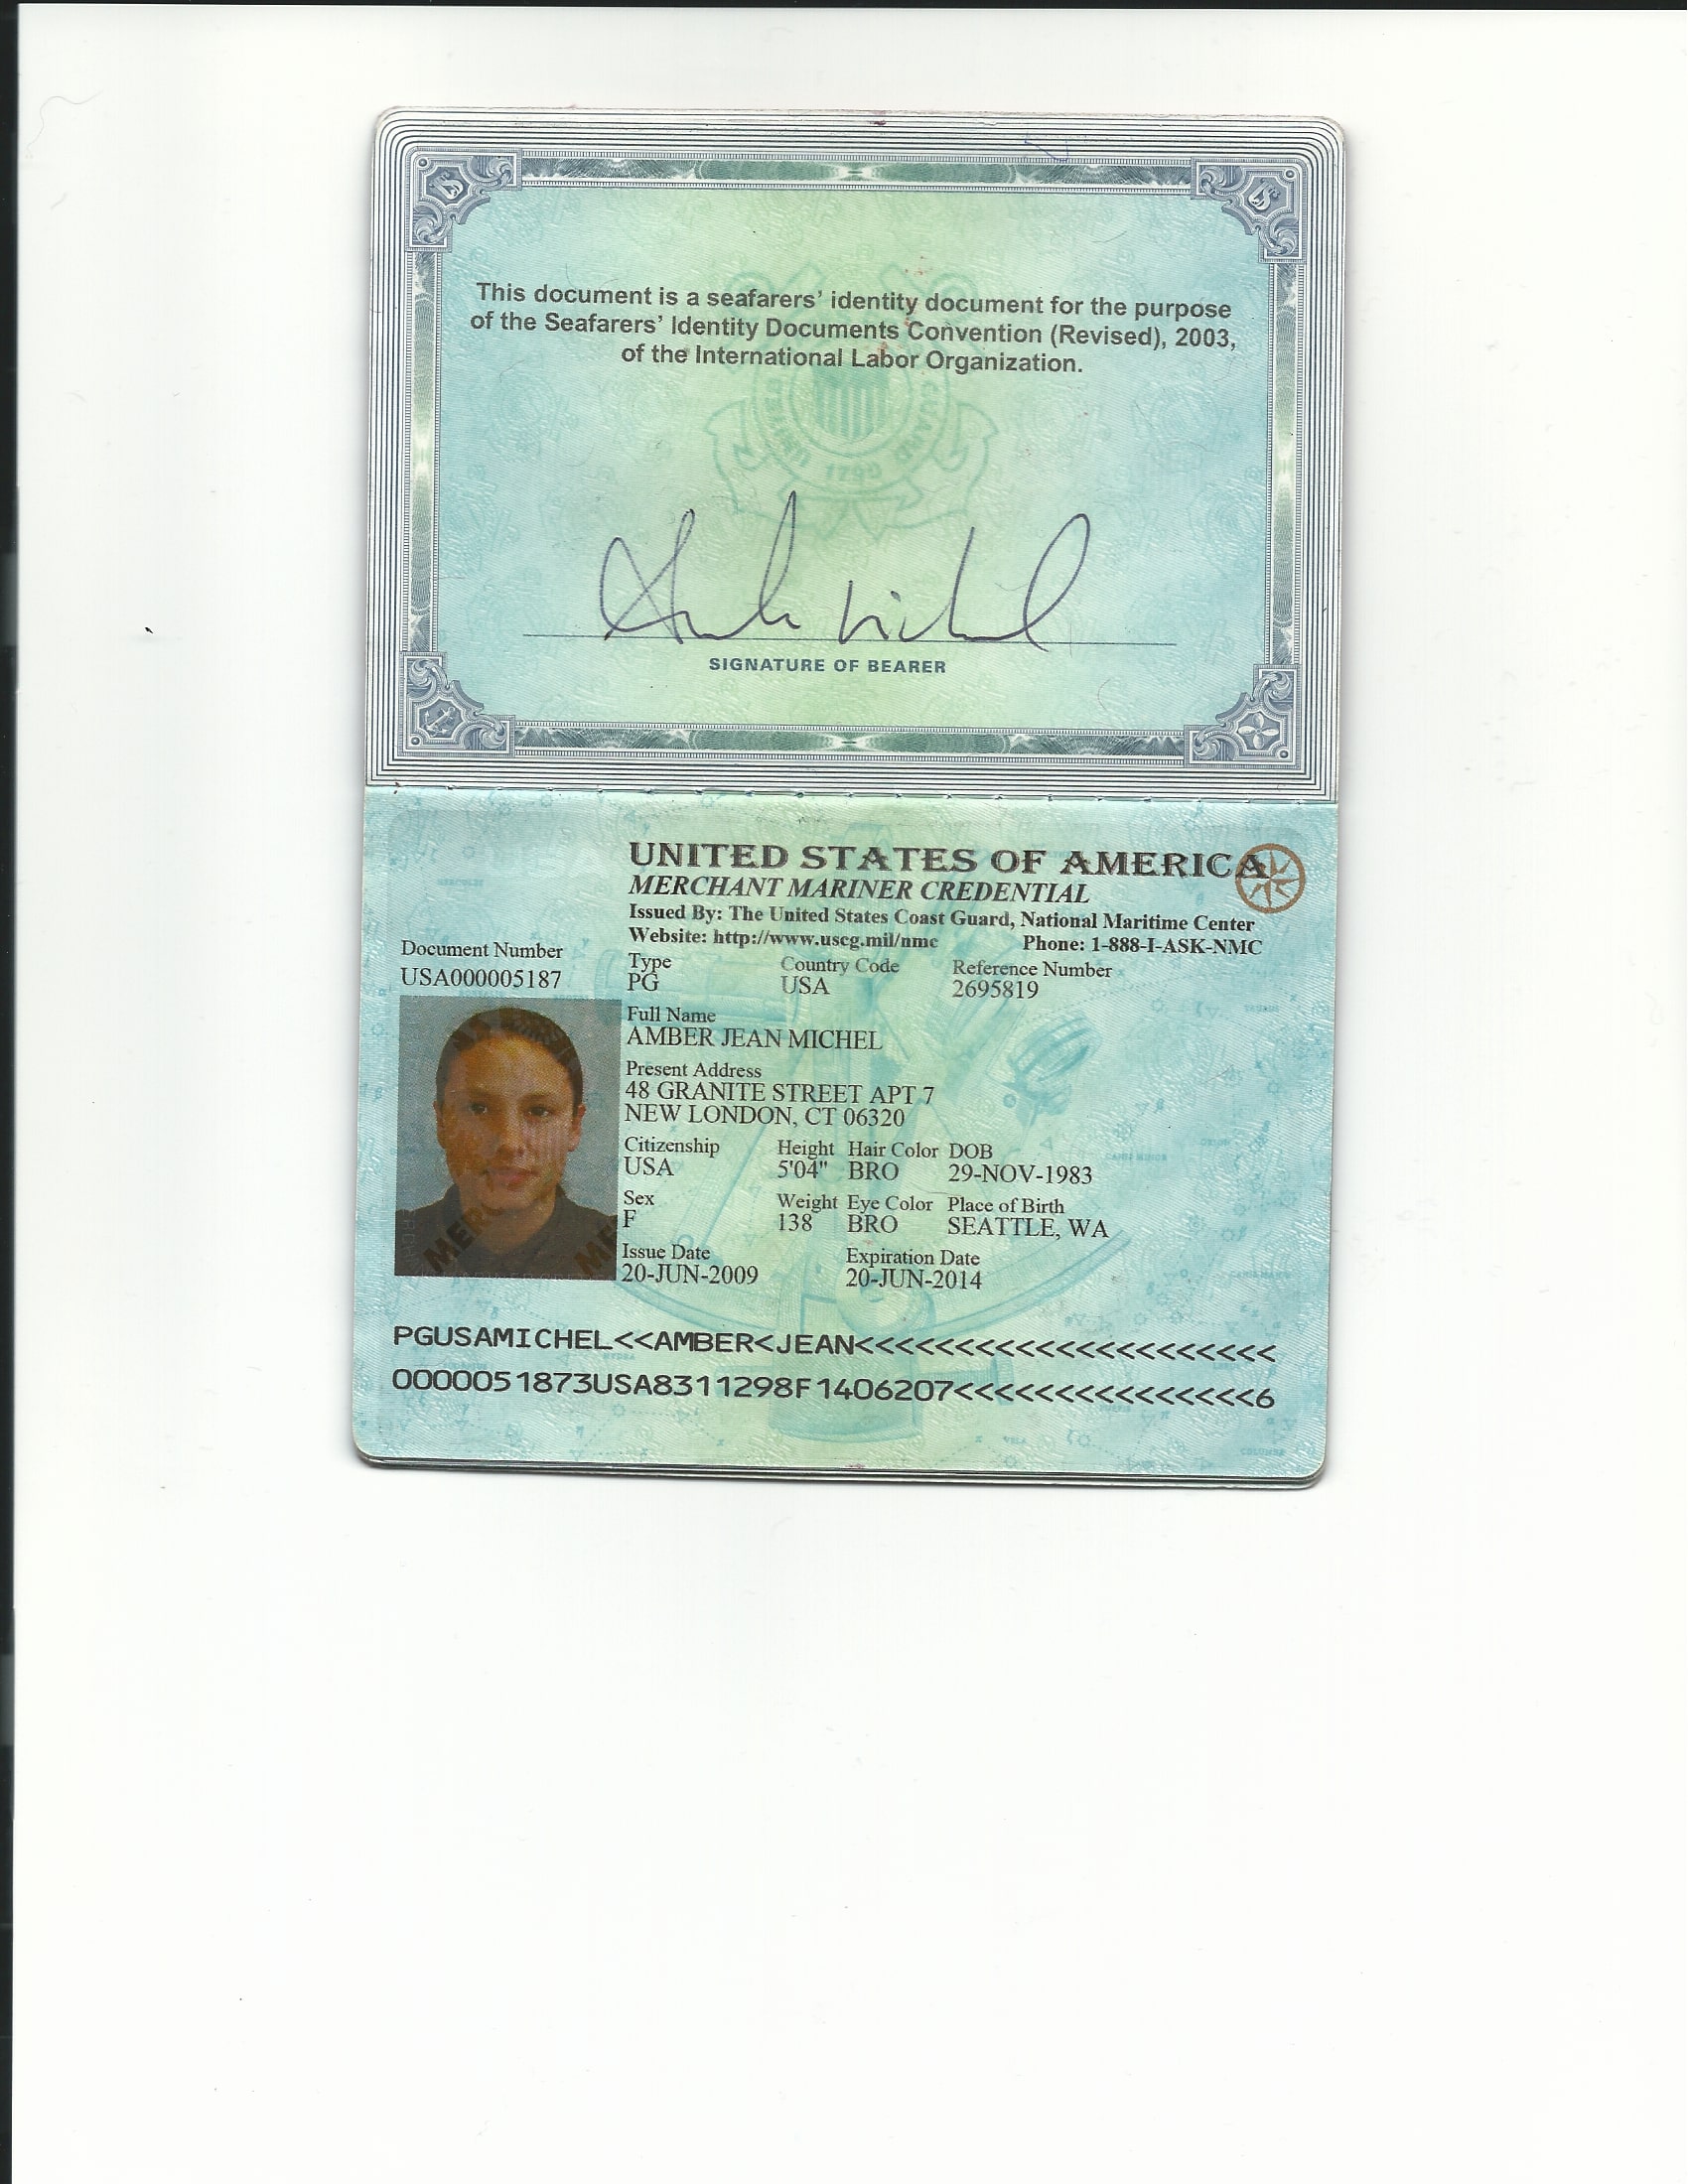 This document is a seafarers' identity document for the purpose
of the Seafarers' Identity Documents Convention (Revised), 2003,
of the International Labor Organization.
SIGNATURE OF BEARER
UNITED STATES OF AMERICA
MERCHANT MARINER CREDENTIAL
Issued By: The United States Coast Guard, National Maritime Center
Website: http://www.uscg.mil/nmc Phone: 1-888-I-ASK-NMC
Document Number
USA000005187
Type Country Code Reference Number
PG USA 2695819
Full Name
AMBER JEAN MICHEL
Present Address
48 GRANITE STREET APT 7
NEW LONDON, CT 06320
Citizenship Height Hair Color DOB
USA 5'04" BRO 29-NOV-1983
Sex Weight Eye Color Place of Birth
F 138 BRO SEATTLE, WA
Issue Date Expiration Date
20-JUN-2009 20-JUN-2014
PGUSAMICHEL<<AMBER<JEAN<<<<<<<<<<<<<<<<<<<<<
0000051873USA8311298F1406207<<<<<<<<<<<<<<<6